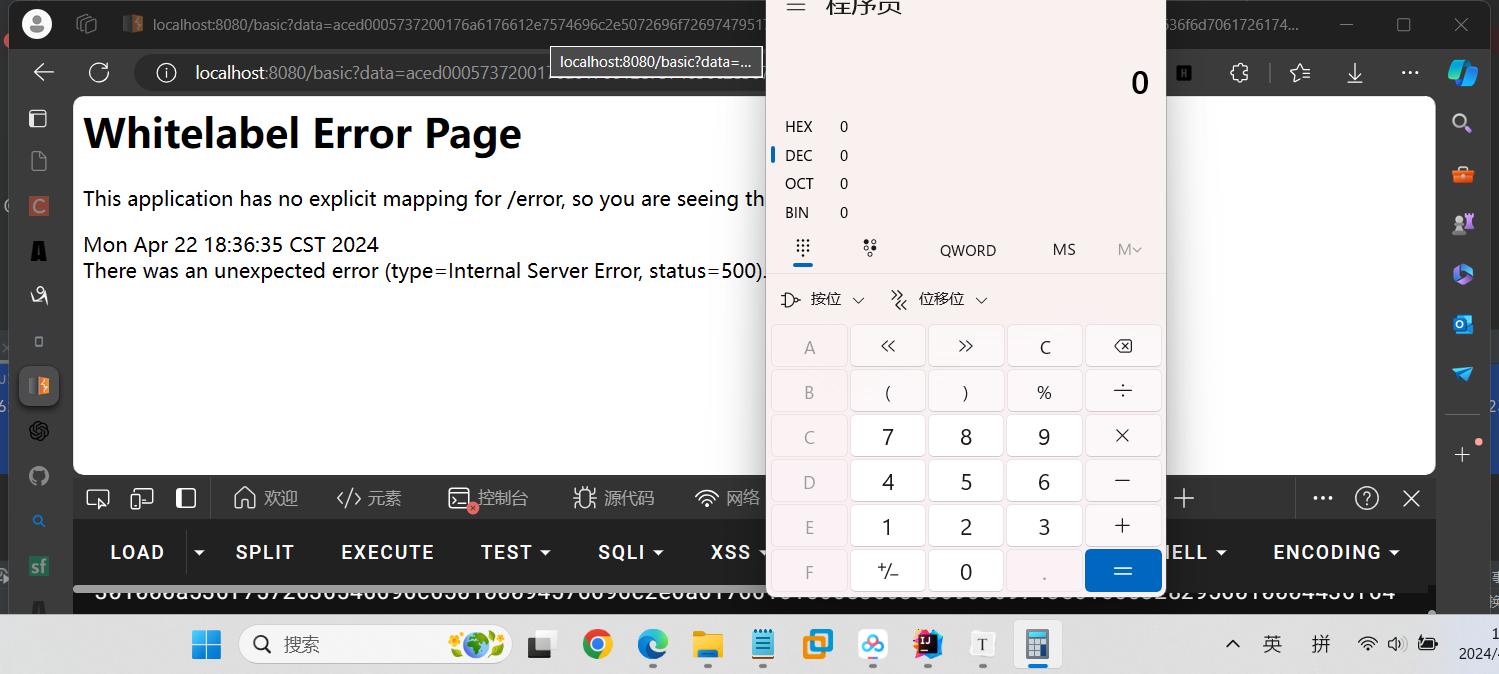 localhost:8080/basic?data=aced0005737200176a6176612e7574696c2e5072696f7269747951
程序员
localhost:8080/basic?data=aced0005737200
localhost:8080/basic?data=...
0
Whitelabel Error Page
This application has no explicit mapping for /error, so you are seeing th
Mon Apr 22 18:36:35 CST 2024
There was an unexpected error (type=Internal Server Error, status=500).
HEX 0
DEC 0
OCT 0
BIN 0
QWORD MS M
按位 位移位
A « » C
B ( ) % ÷
C 7 8 9 ×
D 4 5 6 −
E 1 2 3 +
F +/− 0 . =
欢迎 元素 控制台 源代码 网络
LOAD SPLIT EXECUTE TEST SQLI XSS ELL ENCODING
搜索
英 拼
2024/